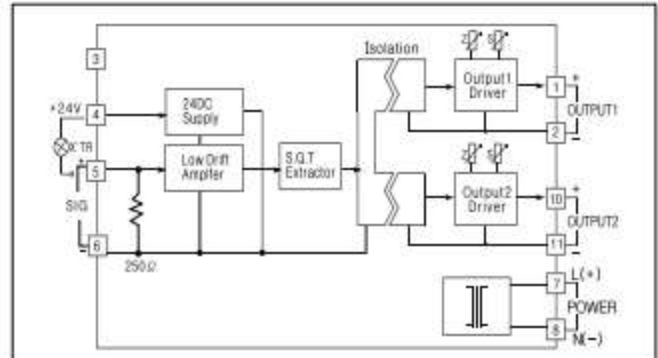 Isolation
Z S
3
+24V
4
24DC
Supply
Output1
Driver
1
+
OUTPUT1
2
-
X'TR
+
5
Low Drift
Ampifer
S.Q.T
Extractor
Z S
SIG
Output2
Driver
10
+
OUTPUT2
11
-
-
6
250Ω
7
L(+)
POWER
8
N(-)